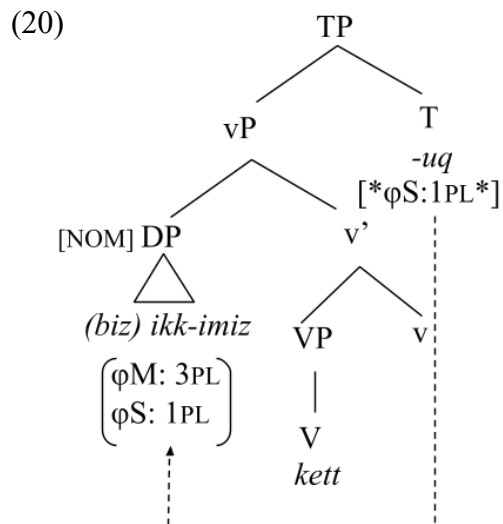 (20)
TP
vP T
-uq
[*φS:1PL*]
[NOM] DP v’
(biz) ikk-imiz
VP v
φM: 3PL
φS: 1PL
V
kett